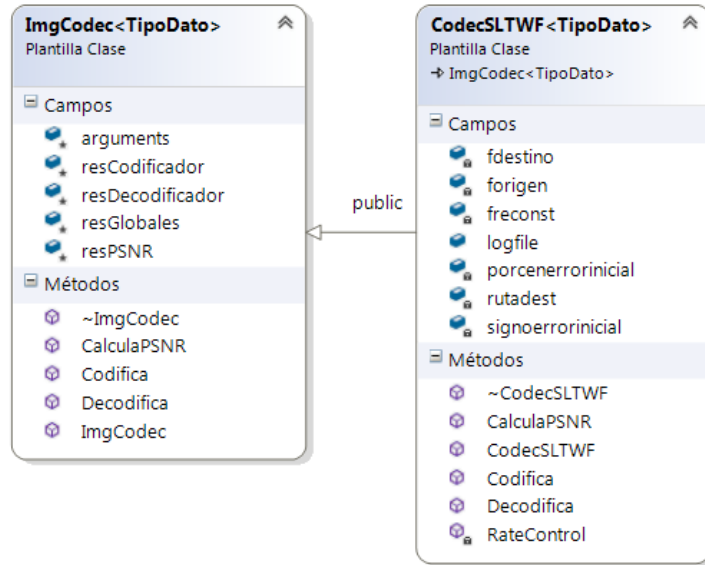 ImgCodec<TipoDato>
Plantilla Clase
Campos
arguments
resCodificador
resDecodificador
resGlobales
resPSNR
Métodos
~ImgCodec
CalculaPSNR
Codifica
Decodifica
ImgCodec
public
CodecSLTWF<TipoDato>
Plantilla Clase
ImgCodec<TipoDato>
Campos
fdestino
forigen
freconst
logfile
porcenerrorinicial
rutadest
signoerrorinicial
Métodos
~CodecSLTWF
CalculaPSNR
CodecSLTWF
Codifica
Decodifica
RateControl